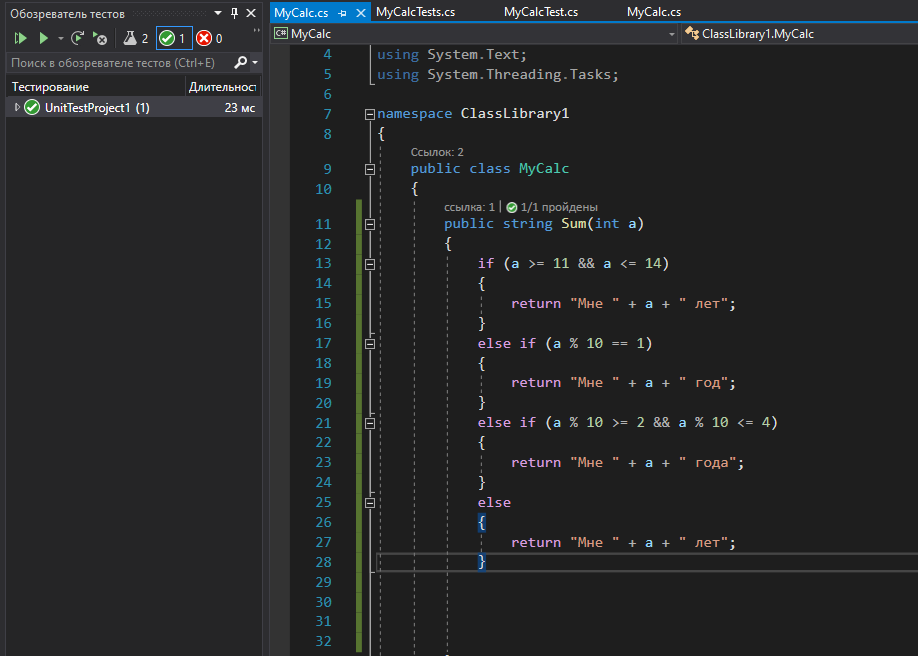 Обозреватель тестов
2 1 0
Поиск в обозревателе тестов (Ctrl+E)
Тестирование Длительност
UnitTestProject1 (1) 23 мс
MyCalc.cs MyCalcTests.cs MyCalcTest.cs MyCalc.cs
C# MyCalc ClassLibrary1.MyCalc
4 using System.Text;
5 using System.Threading.Tasks;
6
7 namespace ClassLibrary1
8 {
Ссылок: 2
9 public class MyCalc
10 {
ссылка: 1 | 1/1 пройдены
11 public string Sum(int a)
12 {
13 if (a >= 11 && a <= 14)
14 {
15 return "Мне " + a + " лет";
16 }
17 else if (a % 10 == 1)
18 {
19 return "Мне " + a + " год";
20 }
21 else if (a % 10 >= 2 && a % 10 <= 4)
22 {
23 return "Мне " + a + " года";
24 }
25 else
26 {
27 return "Мне " + a + " лет";
28 }
29
30
31
32